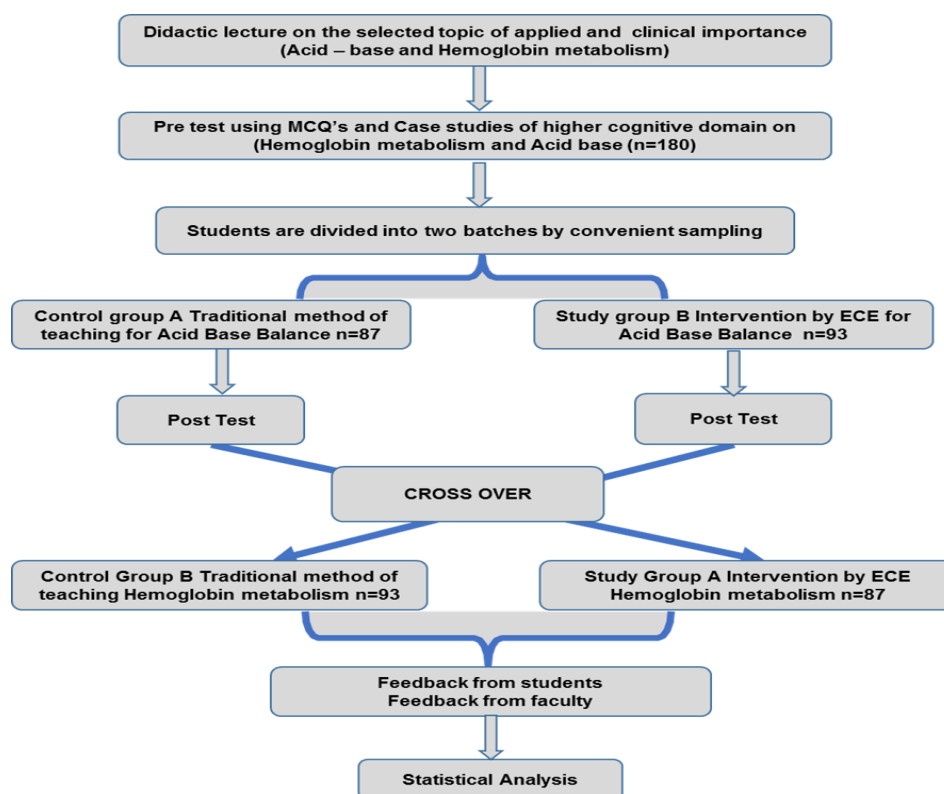 Didactic lecture on the selected topic of applied and clinical importance
(Acid – base and Hemoglobin metabolism)
Pre test using MCQ's and Case studies of higher cognitive domain on
(Hemoglobin metabolism and Acid base (n=180)
Students are divided into two batches by convenient sampling
Control group A Traditional method of
teaching for Acid Base Balance n=87
Study group B Intervention by ECE for
Acid Base Balance n=93
Post Test
Post Test
CROSS OVER
Control Group B Traditional method of
teaching Hemoglobin metabolism n=93
Study Group A Intervention by ECE
Hemoglobin metabolism n=87
Feedback from students
Feedback from faculty
Statistical Analysis